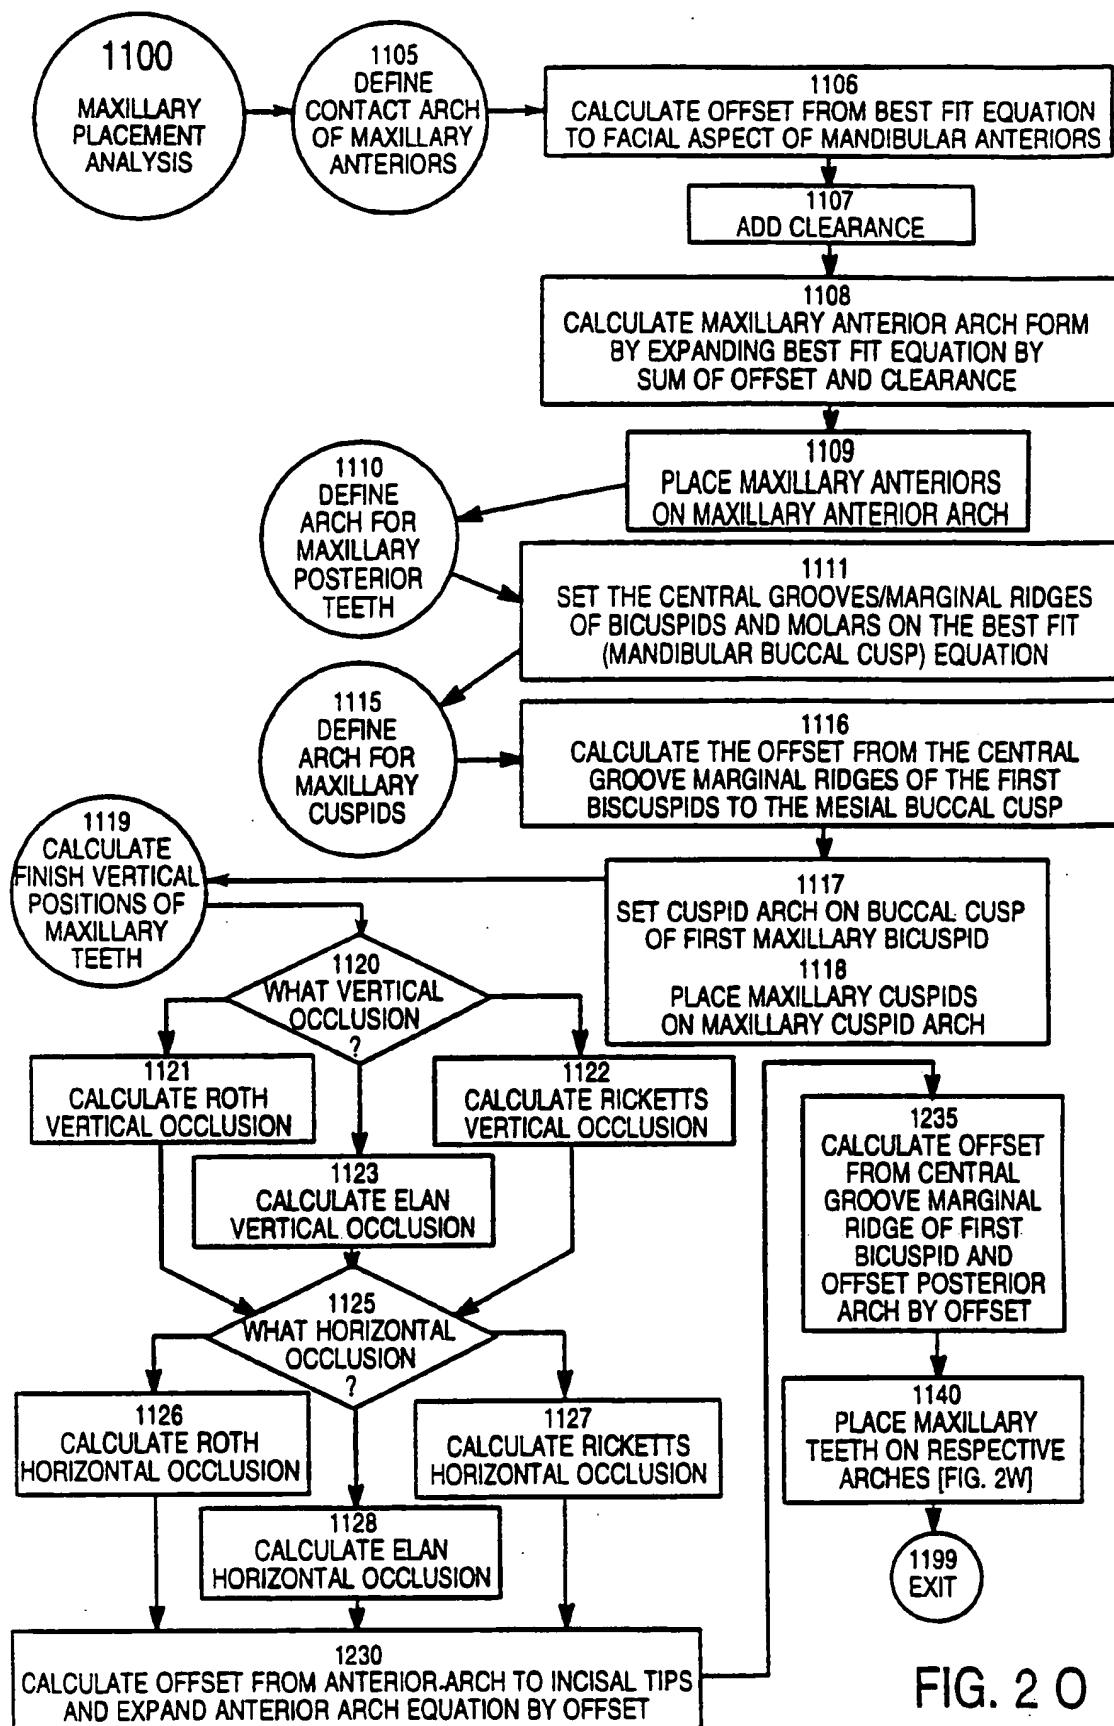 1100
MAXILLARY
PLACEMENT
ANALYSIS
1105
DEFINE
CONTACT ARCH
OF MAXILLARY
ANTERIORS
1106
CALCULATE OFFSET FROM BEST FIT EQUATION
TO FACIAL ASPECT OF MANDIBULAR ANTERIORS
1107
ADD CLEARANCE
1108
CALCULATE MAXILLARY ANTERIOR ARCH FORM
BY EXPANDING BEST FIT EQUATION BY
SUM OF OFFSET AND CLEARANCE
1109
PLACE MAXILLARY ANTERIORS
ON MAXILLARY ANTERIOR ARCH
1110
DEFINE
ARCH FOR
MAXILLARY
POSTERIOR
TEETH
1111
SET THE CENTRAL GROOVES/MARGINAL RIDGES
OF BICUSPIDS AND MOLARS ON THE BEST FIT
(MANDIBULAR BUCCAL CUSP) EQUATION
1115
DEFINE
ARCH FOR
MAXILLARY
CUSPIDS
1116
CALCULATE THE OFFSET FROM THE CENTRAL
GROOVE MARGINAL RIDGES OF THE FIRST
BISCUSPIDS TO THE MESIAL BUCCAL CUSP
1117
SET CUSPID ARCH ON BUCCAL CUSP
OF FIRST MAXILLARY BICUSPID
1118
PLACE MAXILLARY CUSPIDS
ON MAXILLARY CUSPID ARCH
1119
CALCULATE
FINISH VERTICAL
POSITIONS OF
MAXILLARY
TEETH
1120
WHAT VERTICAL
OCCLUSION
?
1121
CALCULATE ROTH
VERTICAL OCCLUSION
1122
CALCULATE RICKETTS
VERTICAL OCCLUSION
1123
CALCULATE ELAN
VERTICAL OCCLUSION
1125
WHAT HORIZONTAL
OCCLUSION
?
1126
CALCULATE ROTH
HORIZONTAL OCCLUSION
1127
CALCULATE RICKETTS
HORIZONTAL OCCLUSION
1128
CALCULATE ELAN
HORIZONTAL OCCLUSION
1230
CALCULATE OFFSET FROM ANTERIOR-ARCH TO INCISAL TIPS
AND EXPAND ANTERIOR ARCH EQUATION BY OFFSET
1235
CALCULATE OFFSET
FROM CENTRAL
GROOVE MARGINAL
RIDGE OF FIRST
BICUSPID AND
OFFSET POSTERIOR
ARCH BY OFFSET
1140
PLACE MAXILLARY
TEETH ON RESPECTIVE
ARCHES [FIG. 2W]
1199
EXIT
FIG. 2 O